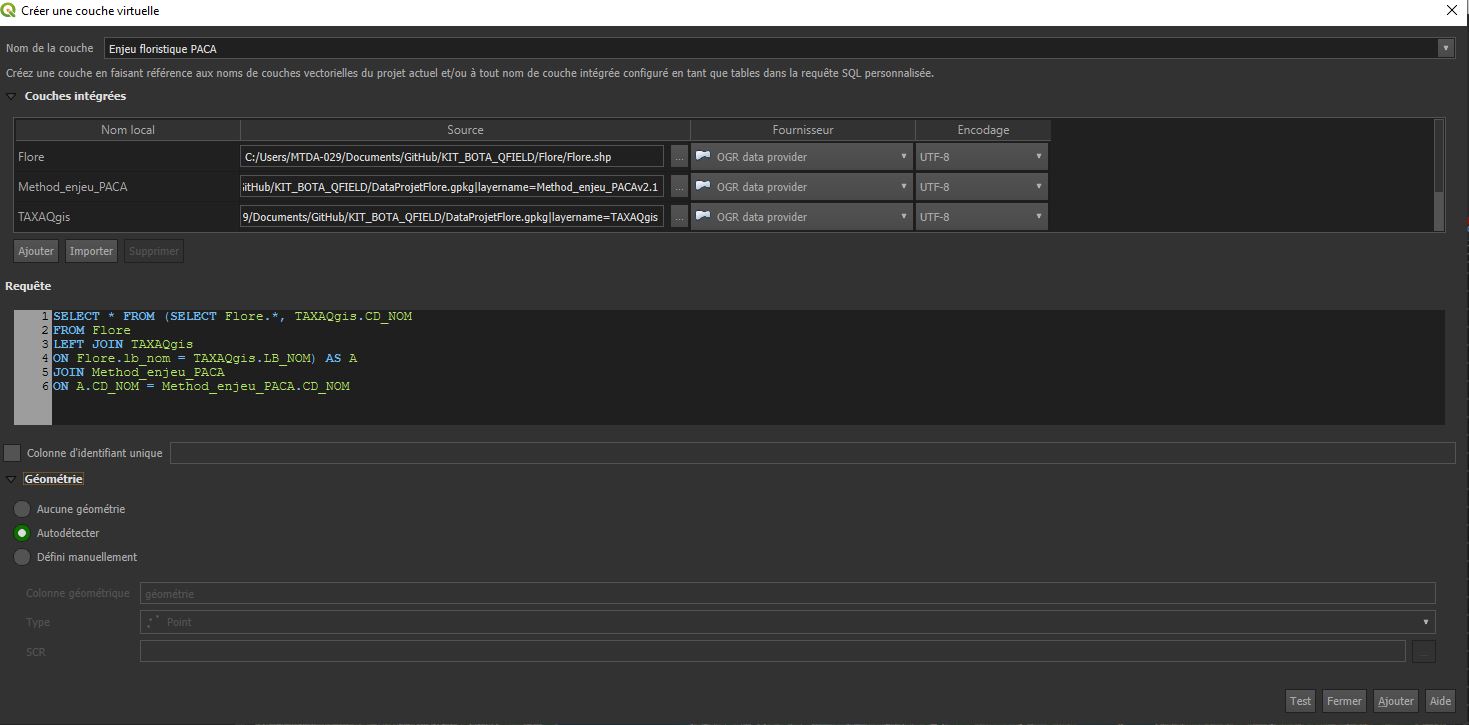 Créer une couche virtuelle
Nom de la couche Enjeu floristique PACA
Créez une couche en faisant référence aux noms de couches vectorielles du projet actuel et/ou à tout nom de couche intégrée configuré en tant que tables dans la requête SQL personnalisée.
Couches intégrées
Nom local Source Fournisseur Encodage
Flore C:/Users/MTDA-029/Documents/GitHub/KIT_BOTA_QFIELD/Flore/Flore.shp ... OGR data provider UTF-8
Method_enjeu_PACA iitHub/KIT_BOTA_QFIELD/DataProjetFlore.gpkg|layername=Method_enjeu_PACAv2.1 ... OGR data provider UTF-8
TAXAQgis 9/Documents/GitHub/KIT_BOTA_QFIELD/DataProjetFlore.gpkg|layername=TAXAQgis ... OGR data provider UTF-8
Ajouter Importer Supprimer
Requête
1 SELECT * FROM (SELECT Flore.*, TAXAQgis.CD_NOM
2 FROM Flore
3 LEFT JOIN TAXAQgis
4 ON Flore.lb_nom = TAXAQgis.LB_NOM) AS A
5 JOIN Method_enjeu_PACA
6 ON A.CD_NOM = Method_enjeu_PACA.CD_NOM
Colonne d'identifiant unique
Géométrie
Aucune géométrie
Autodétecter
Défini manuellement
Colonne géométrique géométrie
Type Point
SCR ...
Test Fermer Ajouter Aide